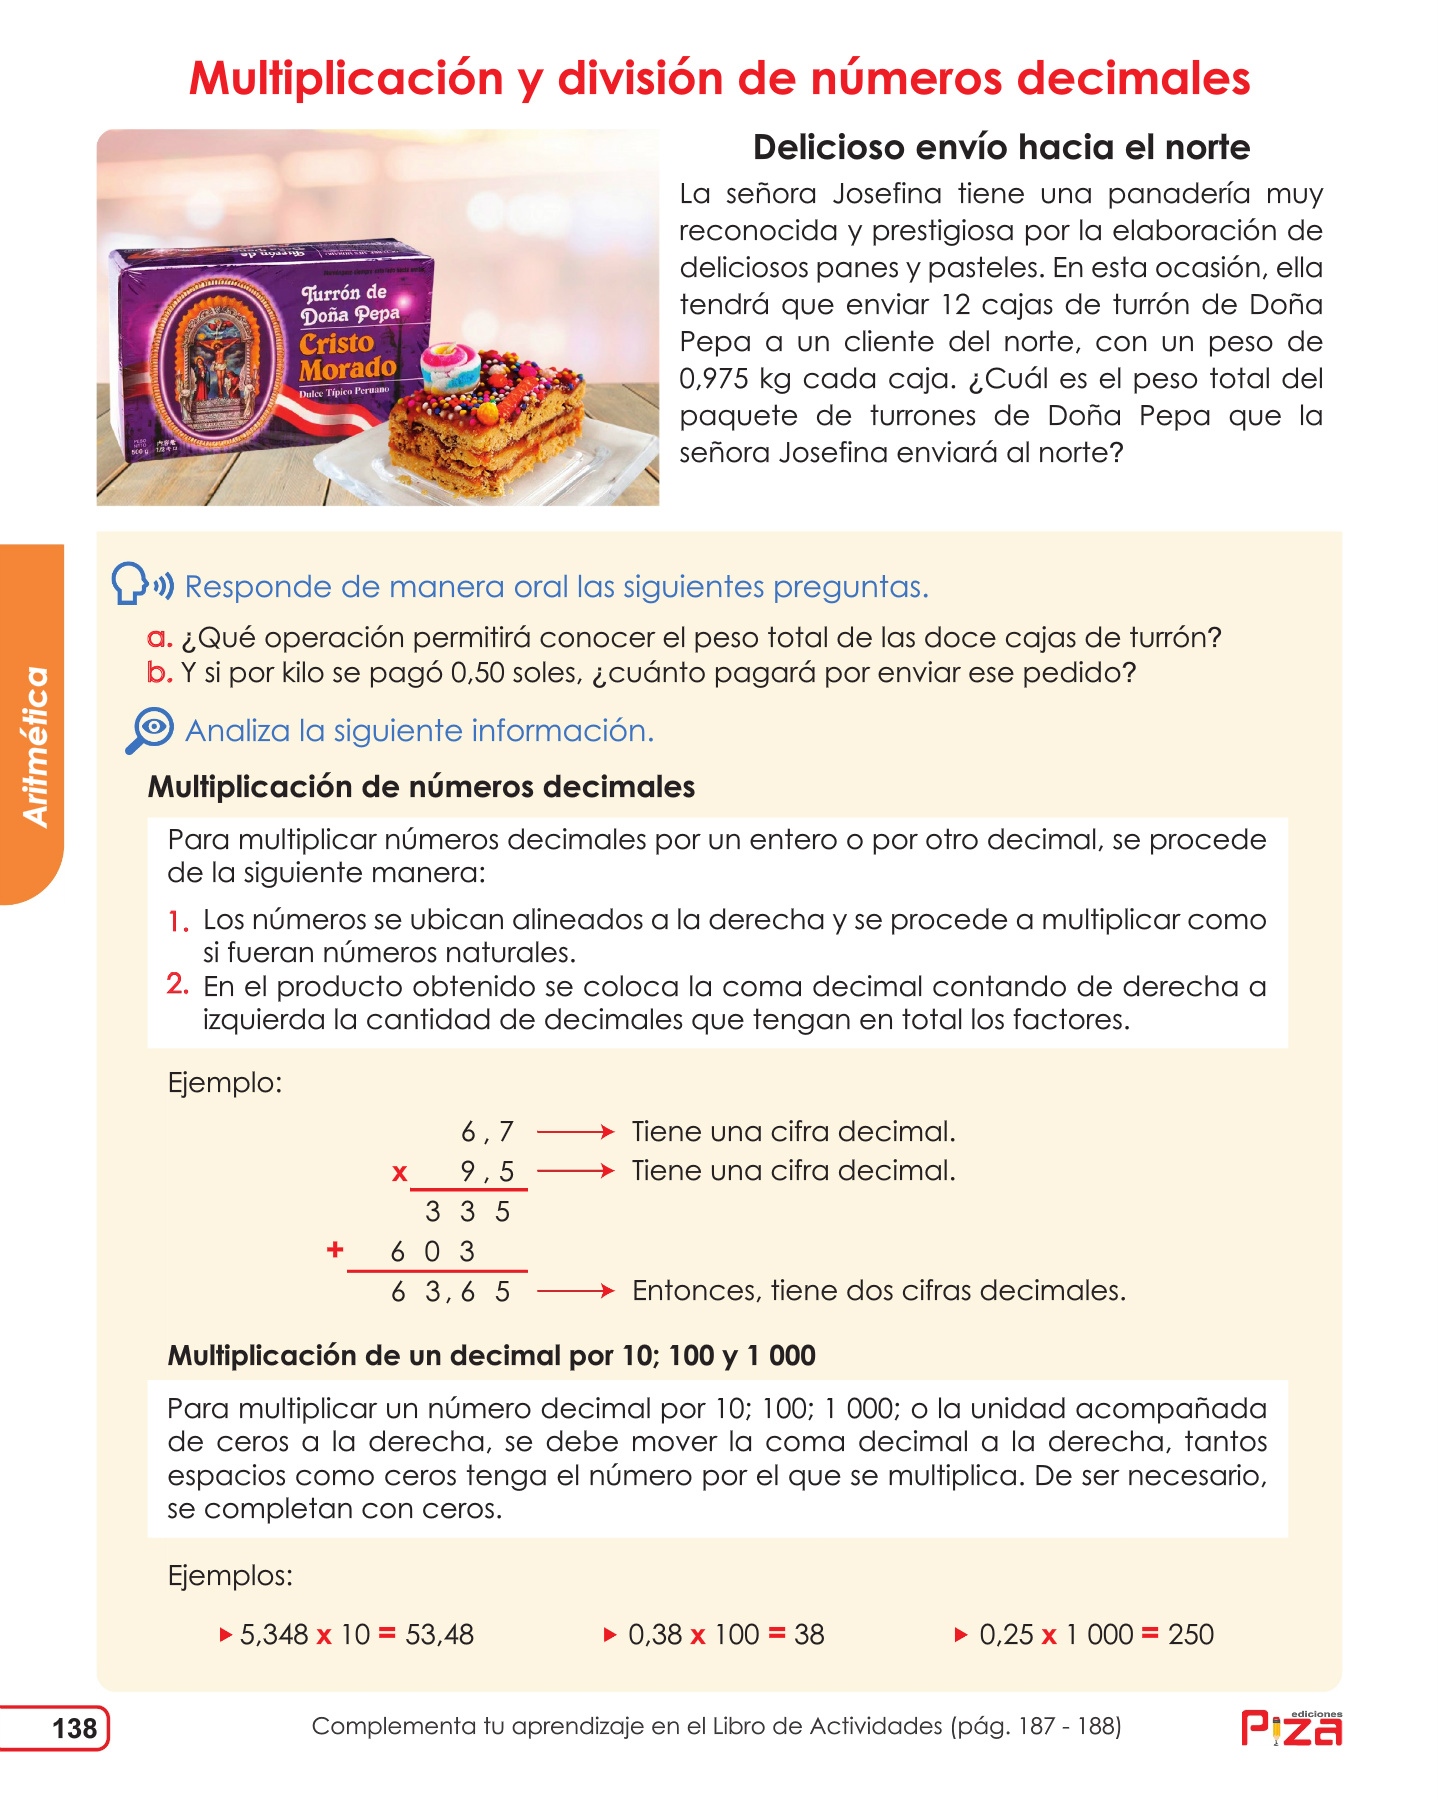 Multiplicación y división de números decimales
Turrón de
Doña Pepa
Cristo
Morado
Dulce Típico Peruano
500 g
Delicioso envío hacia el norte
La señora Josefina tiene una panadería muy
reconocida y prestigiosa por la elaboración de
deliciosos panes y pasteles. En esta ocasión, ella
tendrá que enviar 12 cajas de turrón de Doña
Pepa a un cliente del norte, con un peso de
0,975 kg cada caja. ¿Cuál es el peso total del
paquete de turrones de Doña Pepa que la
señora Josefina enviará al norte?
Aritmética
Responde de manera oral las siguientes preguntas.
a. ¿Qué operación permitirá conocer el peso total de las doce cajas de turrón?
b. Y si por kilo se pagó 0,50 soles, ¿cuánto pagará por enviar ese pedido?
Analiza la siguiente información.
Multiplicación de números decimales
Para multiplicar números decimales por un entero o por otro decimal, se procede
de la siguiente manera:
1. Los números se ubican alineados a la derecha y se procede a multiplicar como
si fueran números naturales.
2. En el producto obtenido se coloca la coma decimal contando de derecha a
izquierda la cantidad de decimales que tengan en total los factores.
Ejemplo:
6 , 7 Tiene una cifra decimal.
x 9 , 5 Tiene una cifra decimal.
3 3 5
+ 6 0 3
6 3 , 6 5 Entonces, tiene dos cifras decimales.
Multiplicación de un decimal por 10; 100 y 1 000
Para multiplicar un número decimal por 10; 100; 1 000; o la unidad acompañada
de ceros a la derecha, se debe mover la coma decimal a la derecha, tantos
espacios como ceros tenga el número por el que se multiplica. De ser necesario,
se completan con ceros.
Ejemplos:
5,348 x 10 = 53,48 0,38 x 100 = 38 0,25 x 1 000 = 250
138
Complementa tu aprendizaje en el Libro de Actividades (pág. 187 - 188)
ediciones
Piza